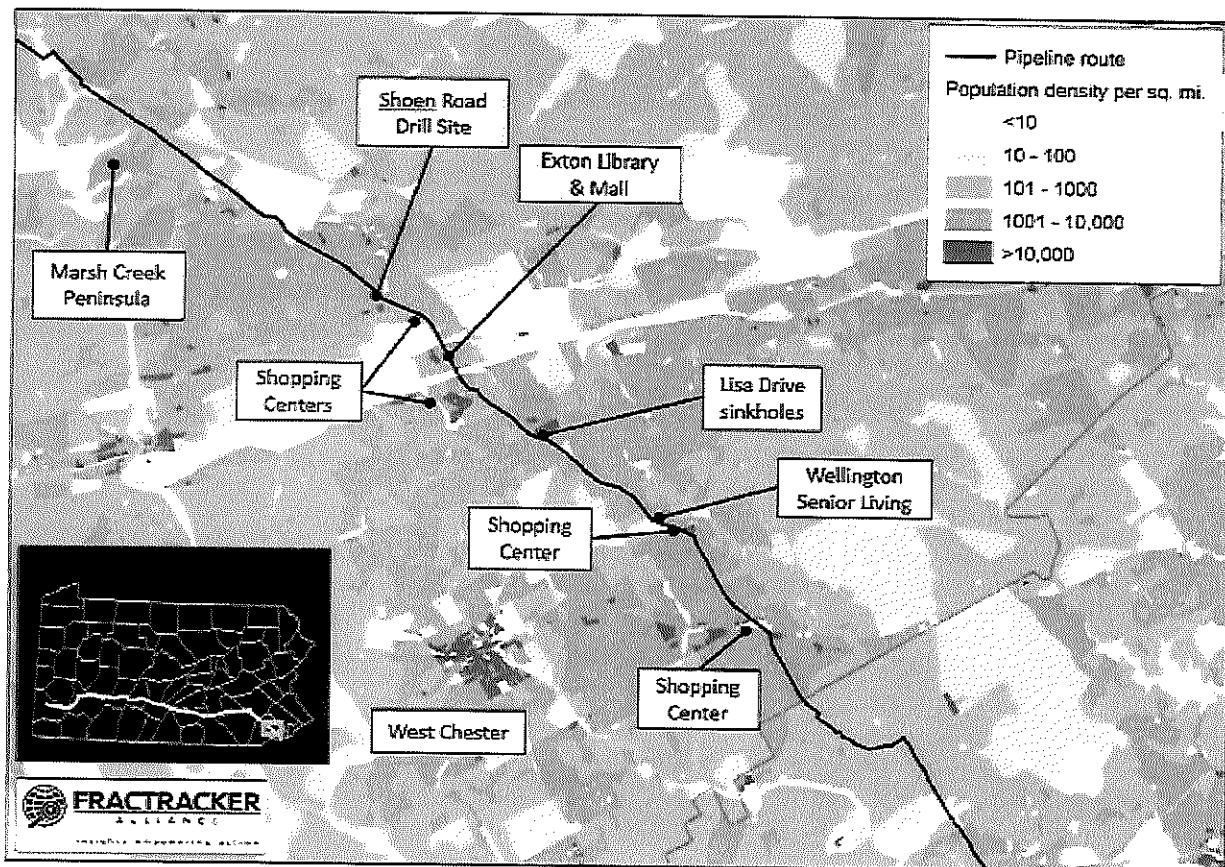 Pipeline route
Population density per sq. mi.
<10
10 - 100
101 - 1000
1001 - 10,000
>10,000
Shoen Road
Drill Site
Exton Library
& Mall
Marsh Creek
Peninsula
Shopping
Centers
Lisa Drive
sinkholes
Wellington
Senior Living
Shopping
Center
Shopping
Center
West Chester
FRACTRACKER
ALLIANCE